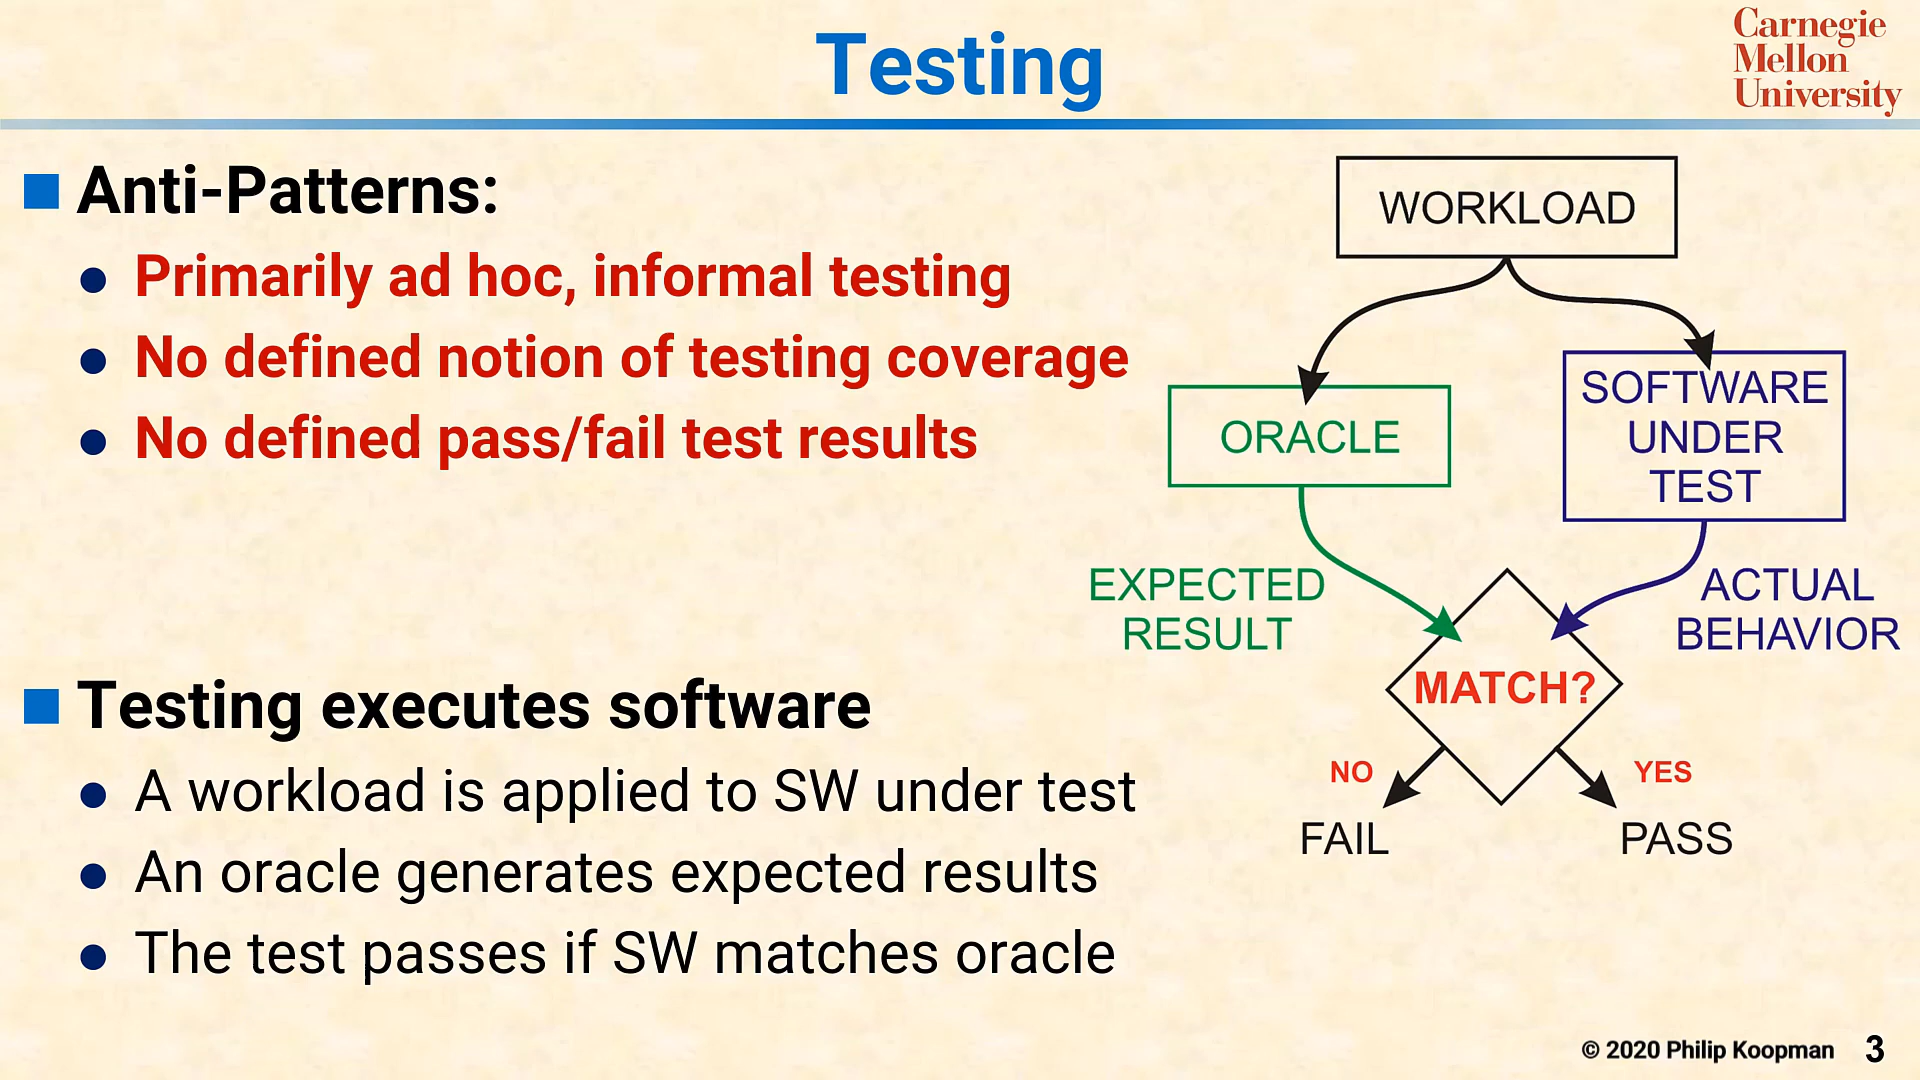 Testing
Carnegie
Mellon
University
Anti-Patterns:
Primarily ad hoc, informal testing
No defined notion of testing coverage
No defined pass/fail test results
Testing executes software
A workload is applied to SW under test
An oracle generates expected results
The test passes if SW matches oracle
WORKLOAD
ORACLE
SOFTWARE
UNDER
TEST
EXPECTED
RESULT
ACTUAL
BEHAVIOR
MATCH?
NO
YES
FAIL
PASS
© 2020 Philip Koopman 3